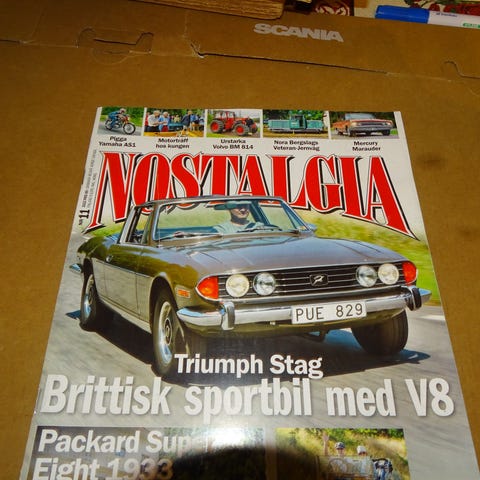 SCANIA
Pigga
Yamaha AS1
Motorträff
hos kungen
Urstarka
Volvo BM 814
Nora Bergslags
Veteran-Jernväg
Mercury
Marauder
NOSTALGIA
11
PUE 829
Triumph Stag
Brittisk sportbil med V8
Packard Super
Eight 1933